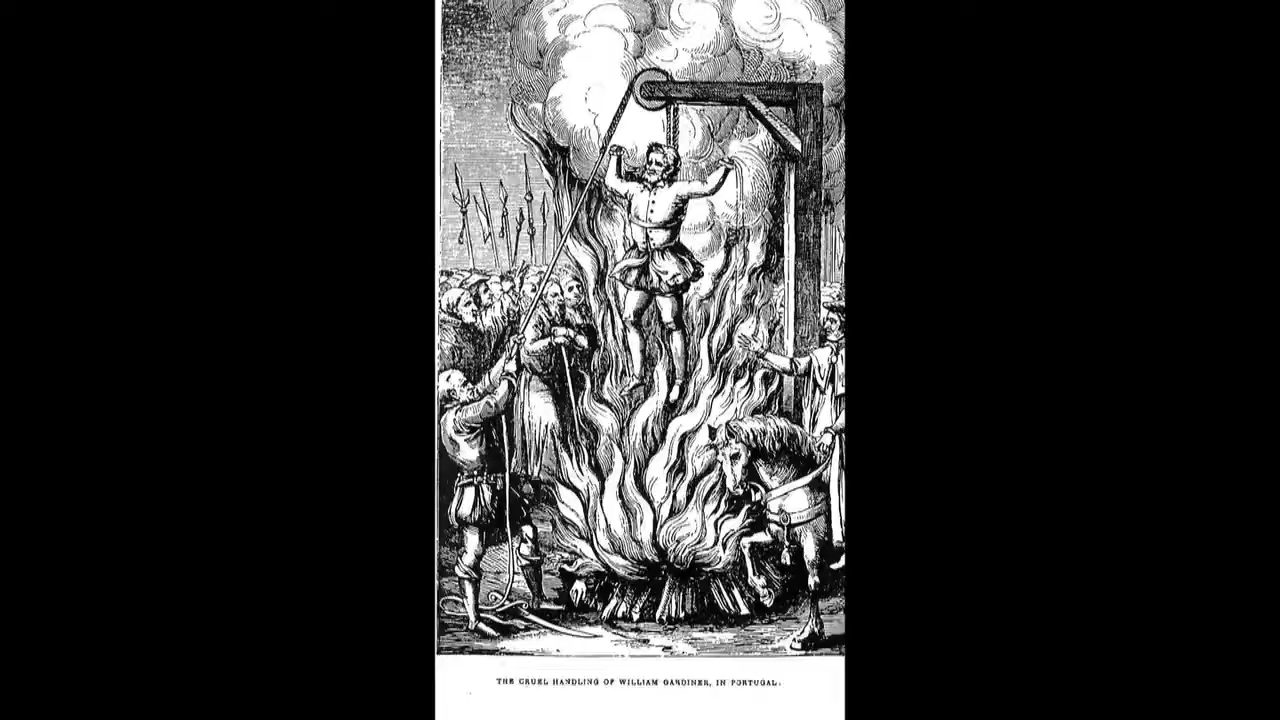 THE CRUEL HANDLING OF WILLIAM GARDINER, IN PORTUGAL.